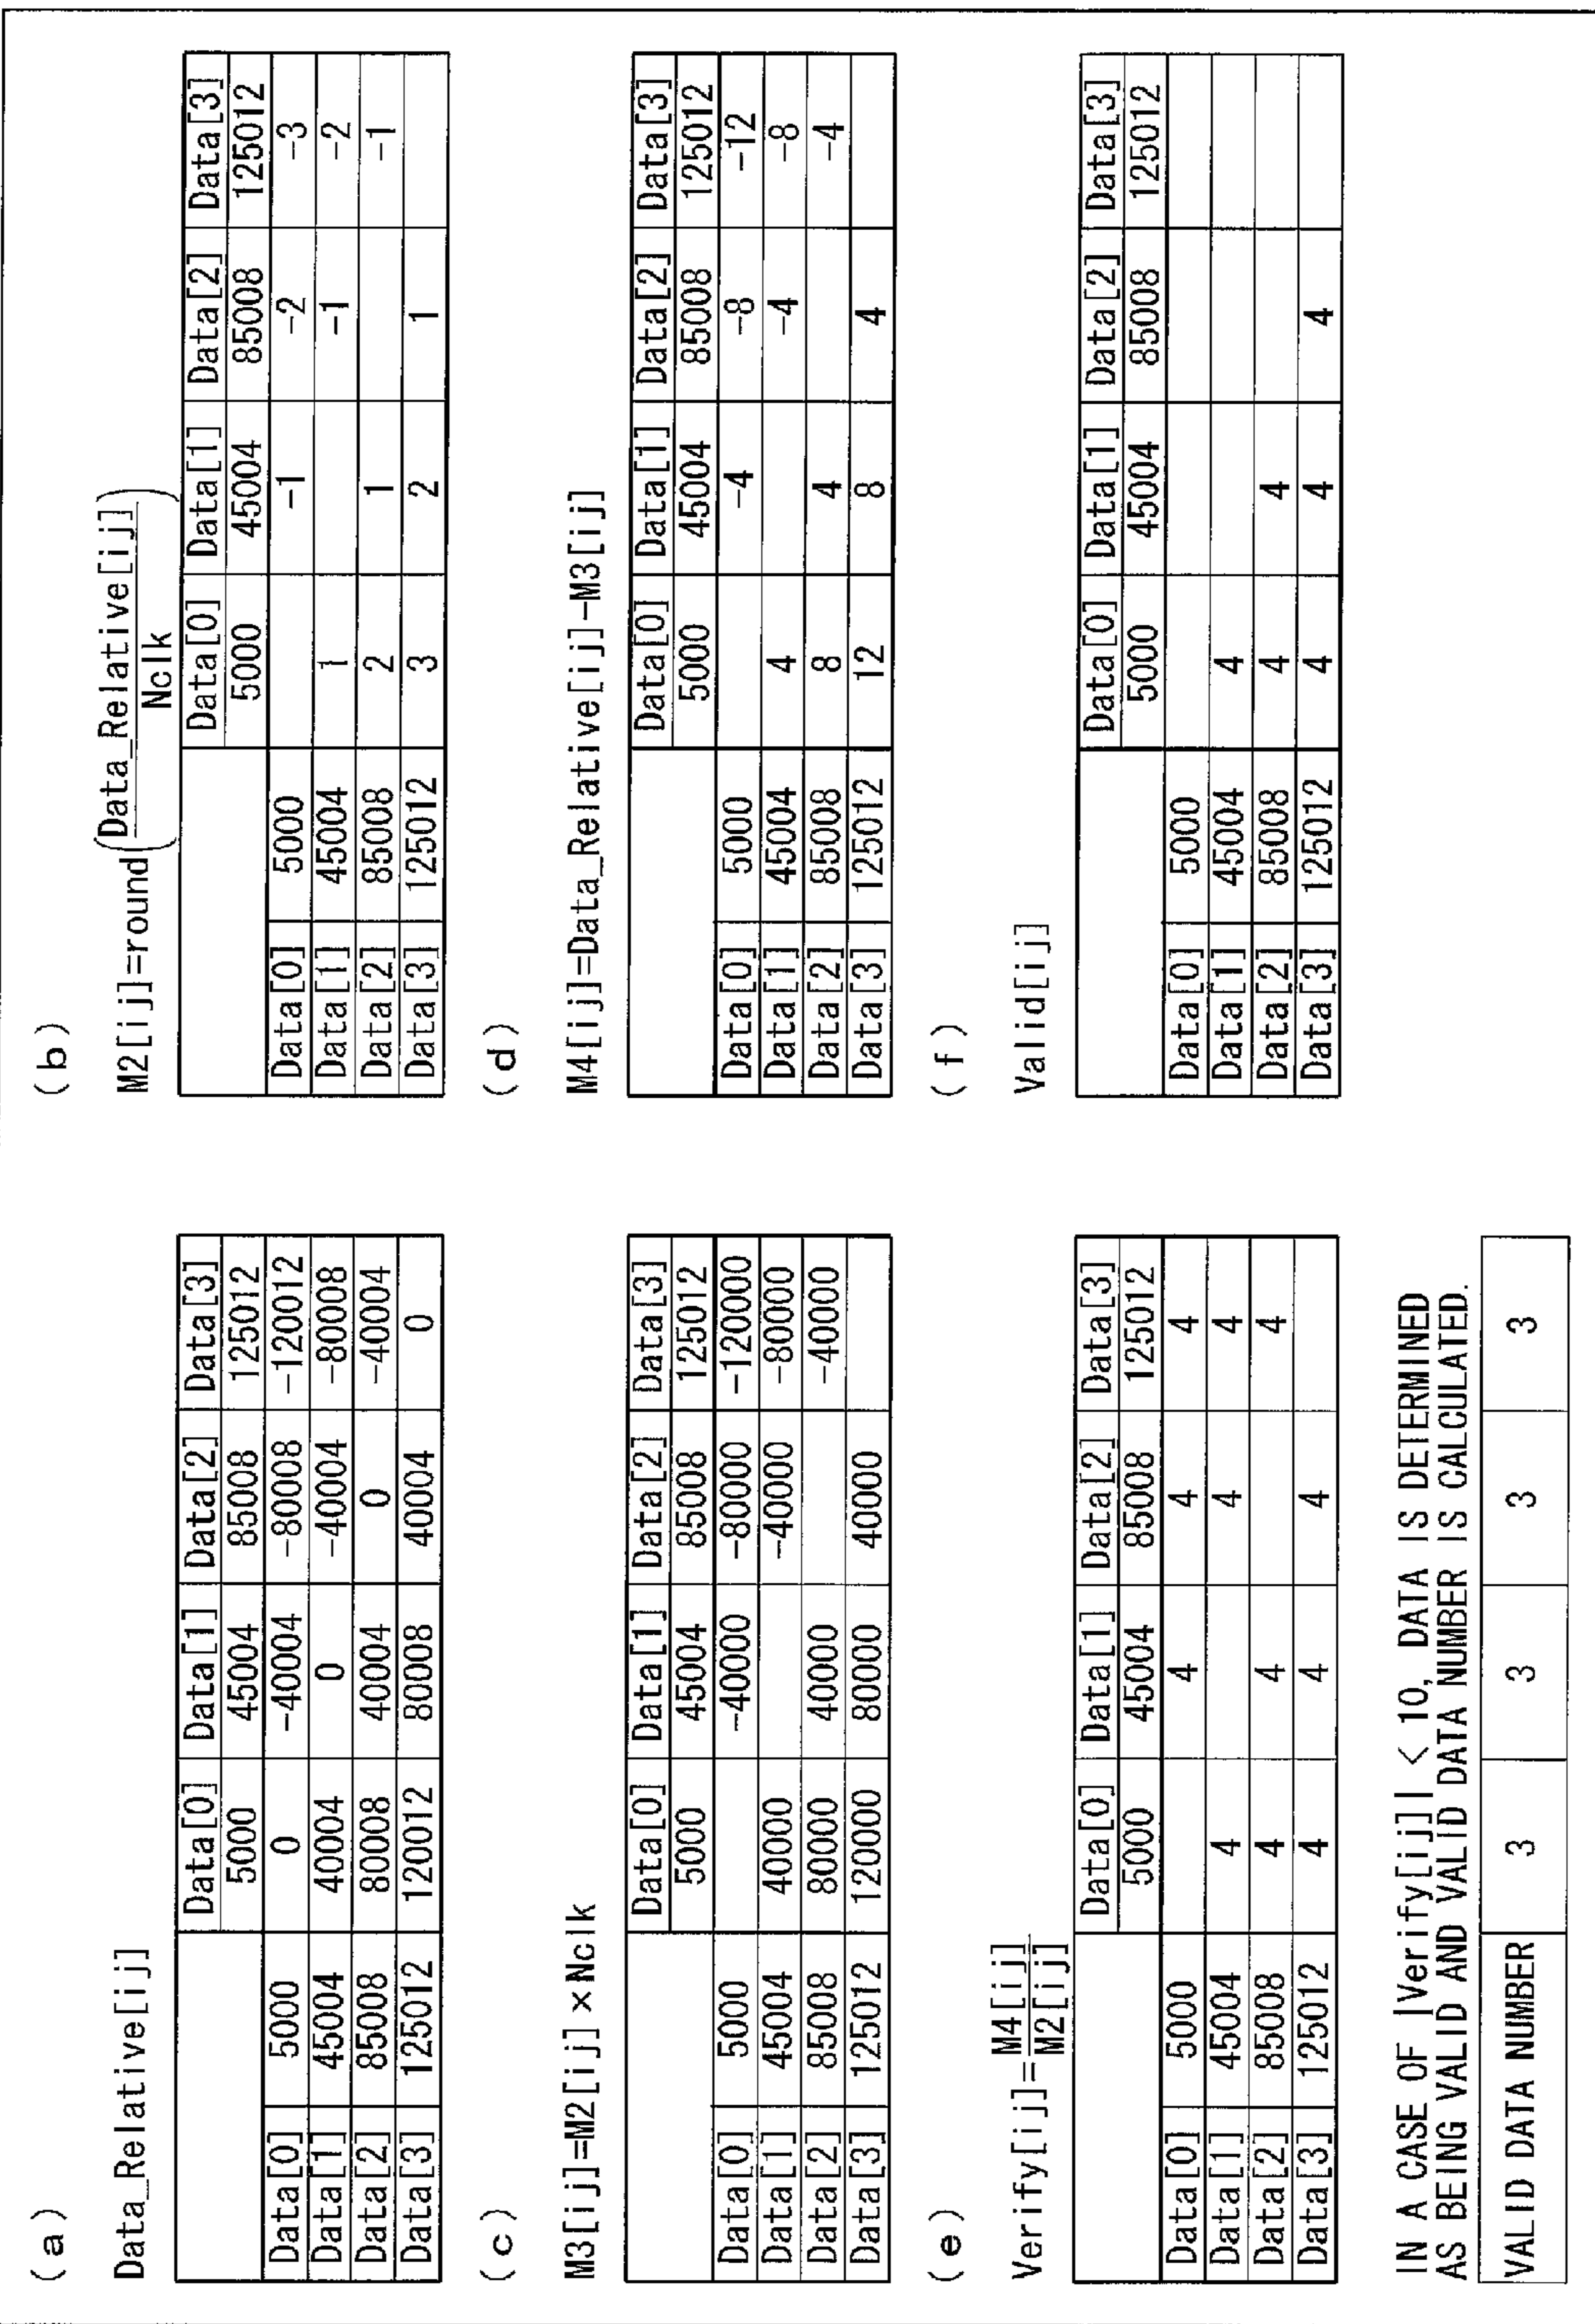 (a)
Data_Relative[ij]
Data[0] Data[1] Data[2] Data[3]
5000 45004 85008 125012
Data[0] 5000 0 -40004 -80008 -120012
Data[1] 45004 40004 0 -40004 -80008
Data[2] 85008 80008 40004 0 -40004
Data[3] 125012 120012 80008 40004 0
(b)
M2[ij]=round(Data_Relative[ij]
Nclk)
Data[0] Data[1] Data[2] Data[3]
5000 45004 85008 125012
Data[0] 5000 -1 -2 -3
Data[1] 45004 1 -1 -2
Data[2] 85008 2 1 -1
Data[3] 125012 3 2 1
(c)
M3[ij]=M2[ij]×Nclk
Data[0] Data[1] Data[2] Data[3]
5000 45004 85008 125012
Data[0] 5000 -40000 -80000 -120000
Data[1] 45004 40000 -40000 -80000
Data[2] 85008 80000 40000 -40000
Data[3] 125012 120000 80000 40000
(d)
M4[ij]=Data_Relative[ij]-M3[ij]
Data[0] Data[1] Data[2] Data[3]
5000 45004 85008 125012
Data[0] 5000 -4 -8 -12
Data[1] 45004 4 -4 -8
Data[2] 85008 8 4 -4
Data[3] 125012 12 8 4
(e)
Verify[ij]=M4[ij]
M2[ij]
Data[0] Data[1] Data[2] Data[3]
5000 45004 85008 125012
Data[0] 5000 4 4 4
Data[1] 45004 4 4 4
Data[2] 85008 4 4 4
Data[3] 125012 4 4 4
IN A CASE OF |Verify[ij]| < 10, DATA IS DETERMINED
AS BEING VALID AND VALID DATA NUMBER IS CALCULATED.
VALID DATA NUMBER 3 3 3 3
(f)
Valid[ij]
Data[0] Data[1] Data[2] Data[3]
5000 45004 85008 125012
Data[0] 5000
Data[1] 45004 4
Data[2] 85008 4 4
Data[3] 125012 4 4 4